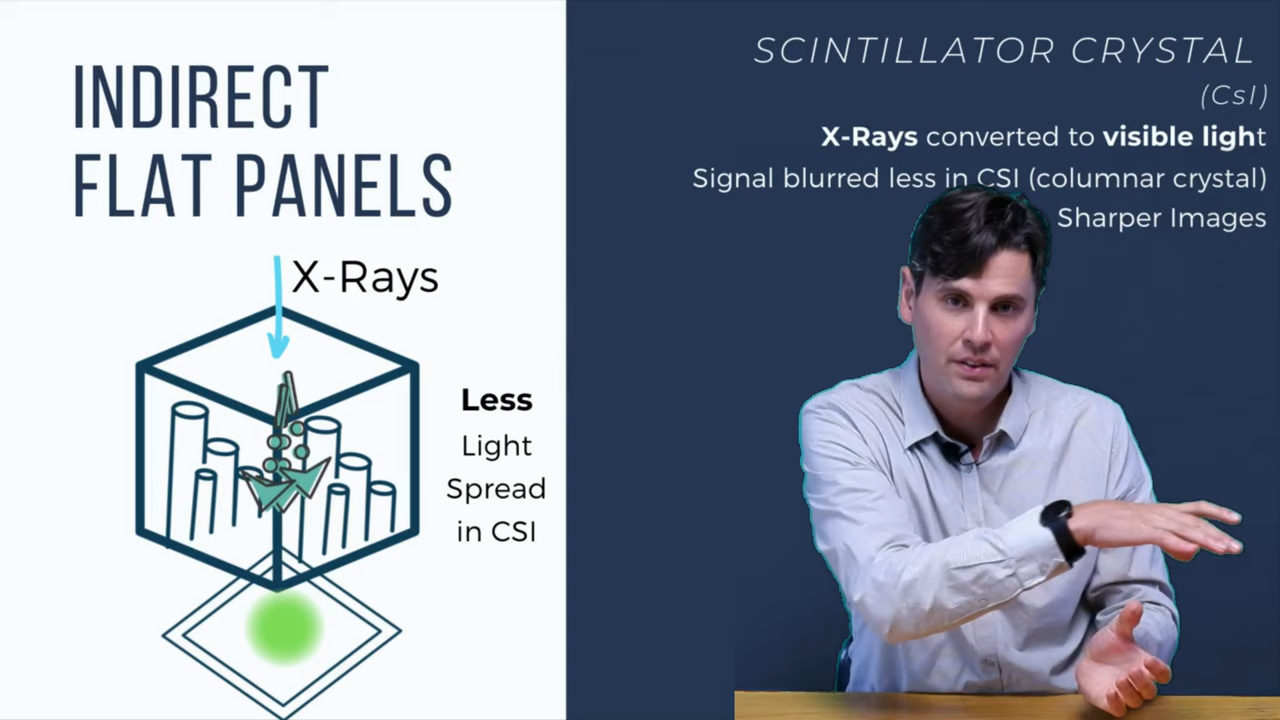 INDIRECT
FLAT PANELS
X-Rays
Less
Light
Spread
in CSI
SCINTILLATOR CRYSTAL
(CsI)
X-Rays converted to visible light
Signal blurred less in CSI (columnar crystal)
Sharper Images